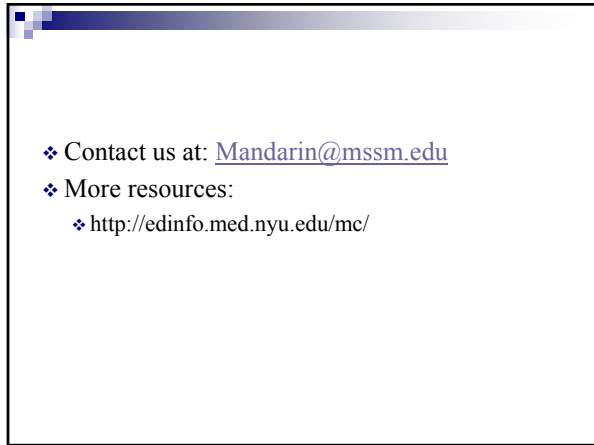 Contact us at: Mandarin@mssm.edu
More resources:
http://edinfo.med.nyu.edu/mc/